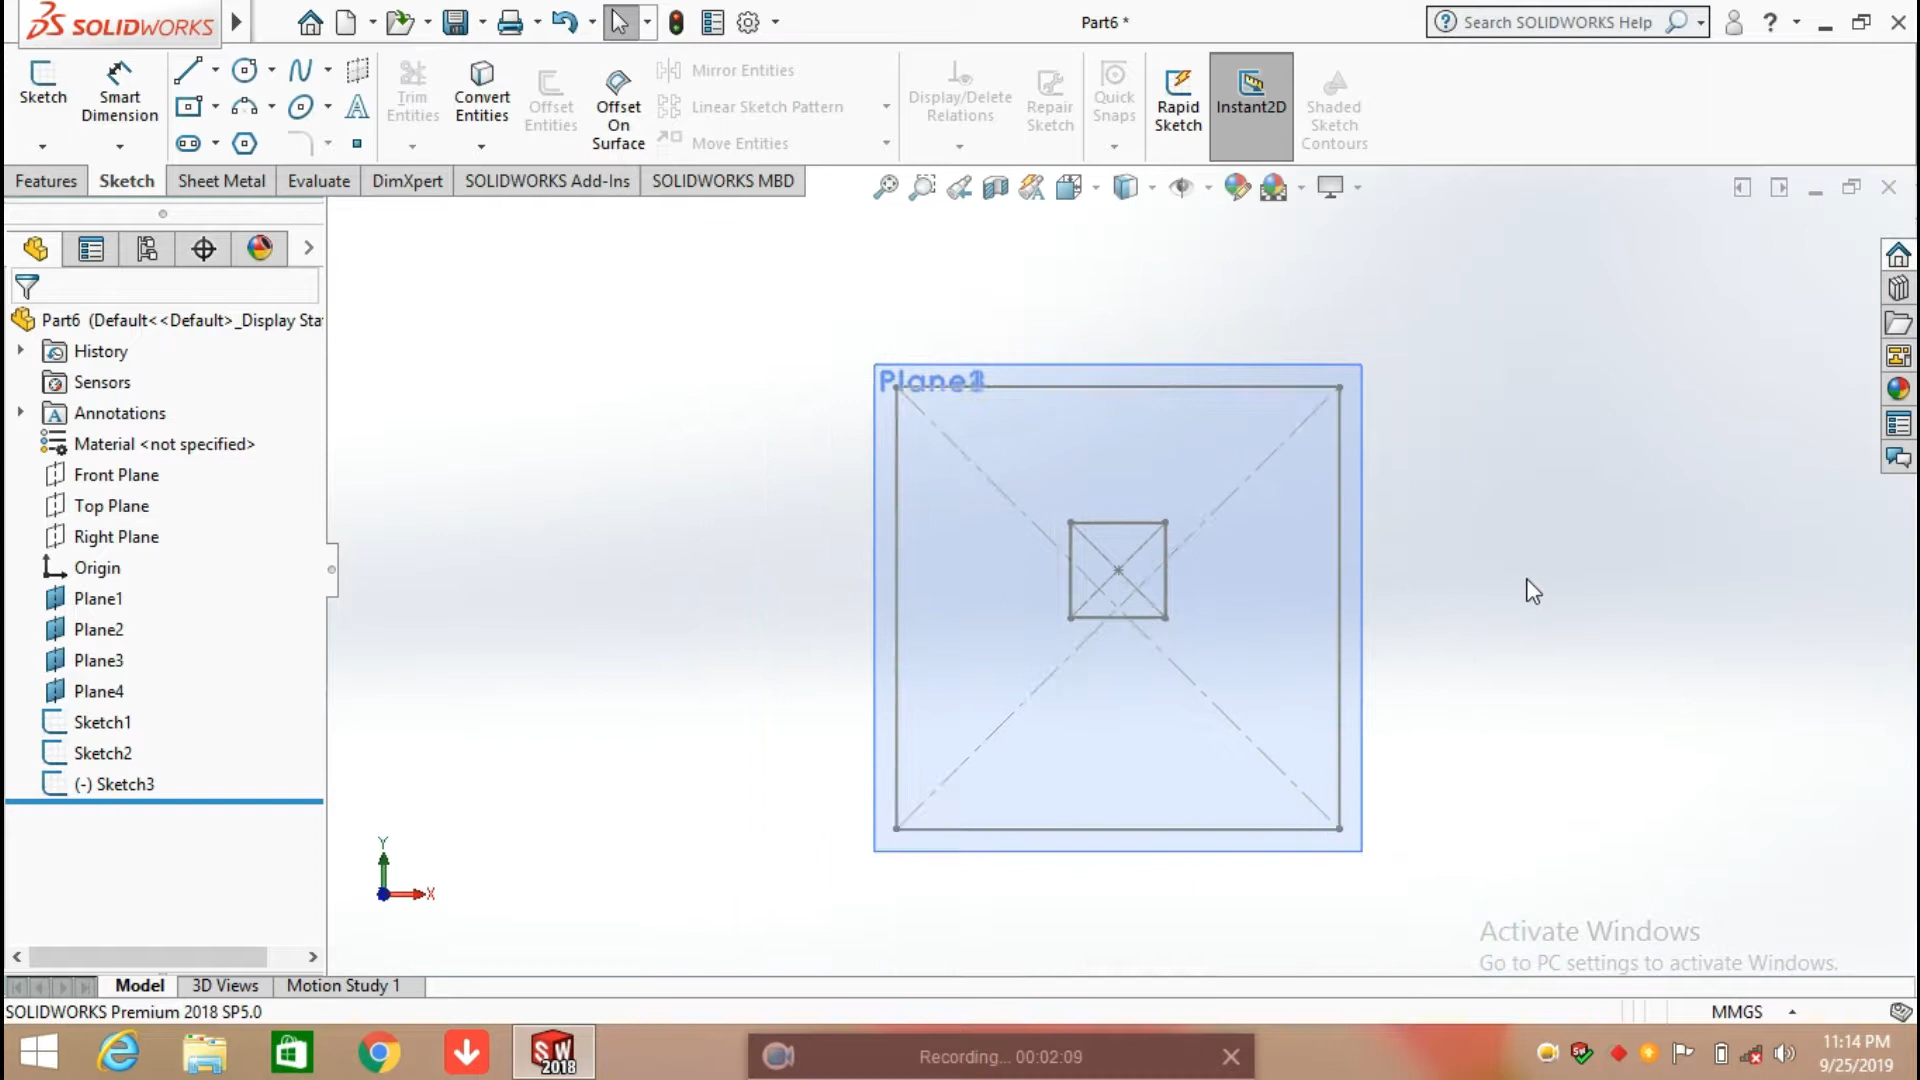 SOLIDWORKS
Part6 *
Search SOLIDWORKS Help
Sketch
Smart Dimension
Trim Entities
Convert Entities
Offset Entities
Offset On Surface
Mirror Entities
Linear Sketch Pattern
Move Entities
Display/Delete Relations
Repair Sketch
Quick Snaps
Rapid Sketch
Instant2D
Shaded Sketch Contours
Features
Sketch
Sheet Metal
Evaluate
DimXpert
SOLIDWORKS Add-Ins
SOLIDWORKS MBD
Part6 (Default<<Default>_Display Sta
History
Sensors
Annotations
Material <not specified>
Front Plane
Top Plane
Right Plane
Origin
Plane1
Plane2
Plane3
Plane4
Sketch1
Sketch2
(-) Sketch3
Y
X
Activate Windows
Go to PC settings to activate Windows.
Model
3D Views
Motion Study 1
SOLIDWORKS Premium 2018 SP5.0
MMGS
SW
2018
Recording... 00:02:09
11:14 PM
9/25/2019